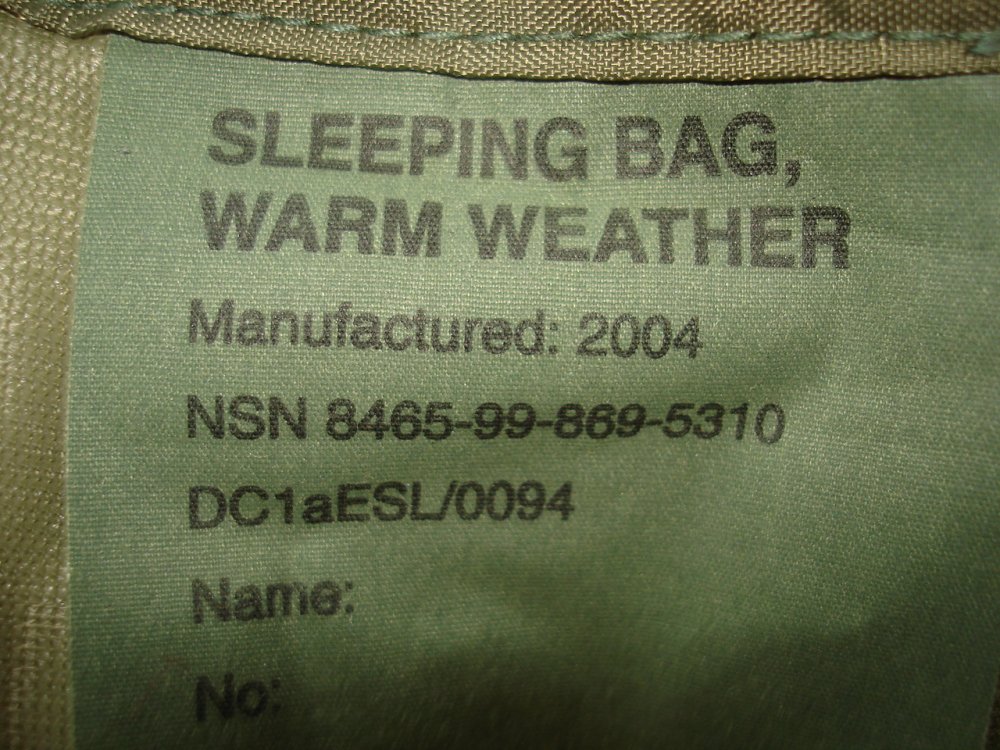 SLEEPING BAG,
WARM WEATHER
Manufactured: 2004
NSN 8465-99-869-5310
DC1aESL/0094
Name:
No: